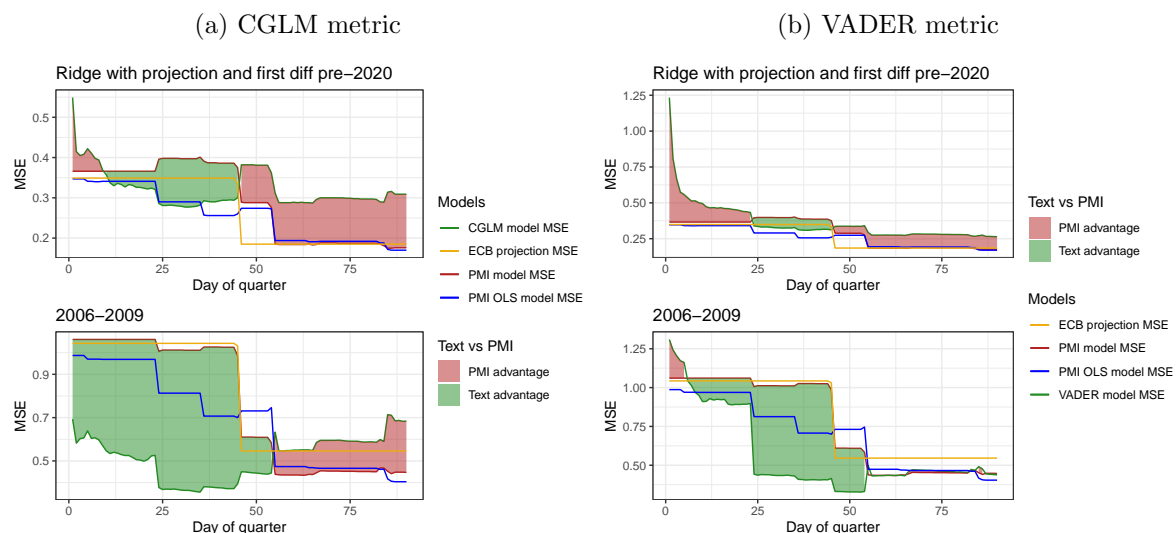 (a) CGLM metric
Ridge with projection and first diff pre−2020
0.5
0.4
0.3
0.2
MSE
0
25
50
75
Day of quarter
2006−2009
0.9
0.7
0.5
MSE
0
25
50
75
Day of quarter
Models
CGLM model MSE
ECB projection MSE
PMI model MSE
PMI OLS model MSE
Text vs PMI
PMI advantage
Text advantage
(b) VADER metric
Ridge with projection and first diff pre−2020
1.25
1.00
0.75
0.50
0.25
MSE
0
25
50
75
Day of quarter
2006−2009
1.25
1.00
0.75
0.50
MSE
0
25
50
75
Day of quarter
Text vs PMI
PMI advantage
Text advantage
Models
ECB projection MSE
PMI model MSE
PMI OLS model MSE
VADER model MSE